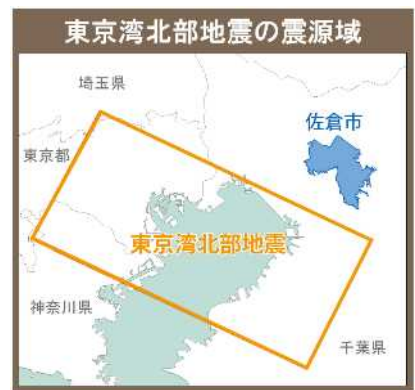 東京湾北部地震の震源域
埼玉県
佐倉市
東京都
東京湾北部地震
神奈川県
千葉県